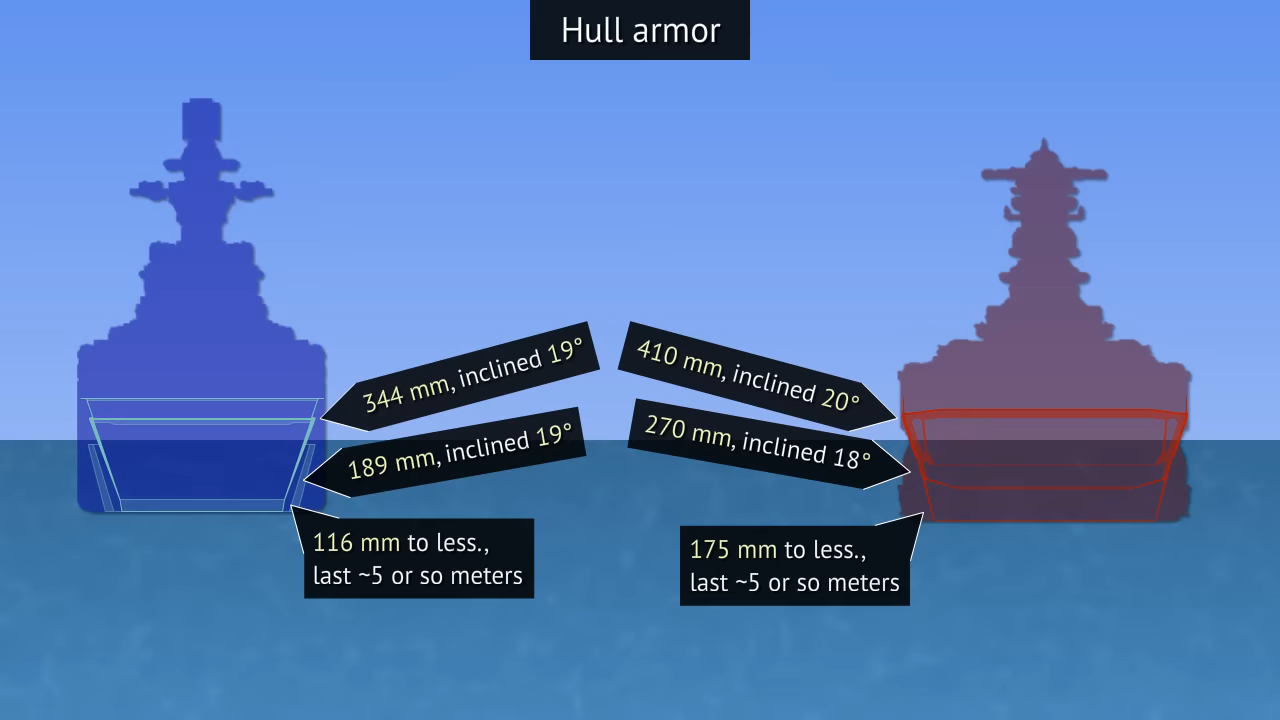 Hull armor
344 mm, inclined 19°
410 mm, inclined 20°
189 mm, inclined 19°
270 mm, inclined 18°
116 mm to less.,
last ~5 or so meters
175 mm to less.,
last ~5 or so meters